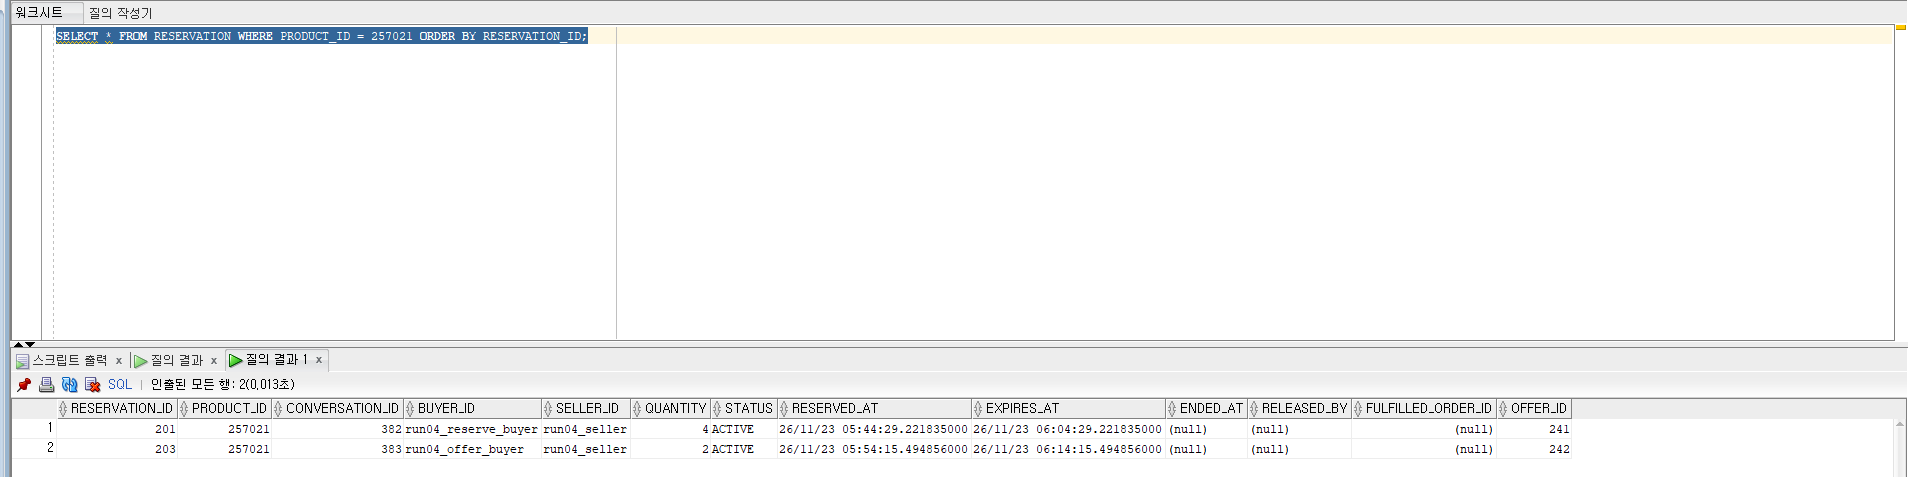 워크시트 질의 작성기
SELECT * FROM RESERVATION WHERE PRODUCT_ID = 257021 ORDER BY RESERVATION_ID;
스크립트 출력 x 질의 결과 x 질의 결과 1 x
SQL 인출된 모든 행: 2(0,013초)
RESERVATION_ID PRODUCT_ID CONVERSATION_ID BUYER_ID SELLER_ID QUANTITY STATUS RESERVED_AT EXPIRES_AT ENDED_AT RELEASED_BY FULFILLED_ORDER_ID OFFER_ID
1 201 257021 382 run04_reserve_buyer run04_seller 4 ACTIVE 26/11/23 05:44:29.221835000 26/11/23 06:04:29.221835000 (null) (null) (null) 241
2 203 257021 383 run04_offer_buyer run04_seller 2 ACTIVE 26/11/23 05:54:15.494856000 26/11/23 06:14:15.494856000 (null) (null) (null) 242